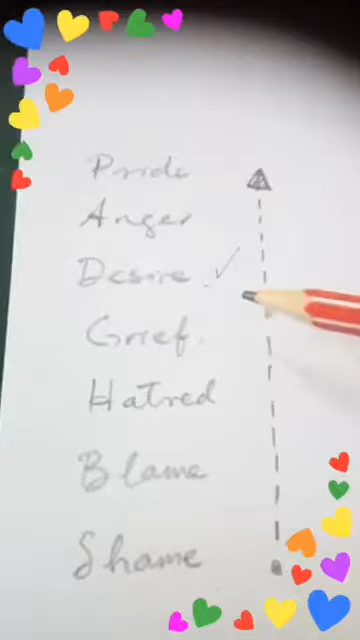 Pride
Anger
Desire. ✓
Grief.
Hatred
Blame
Shame